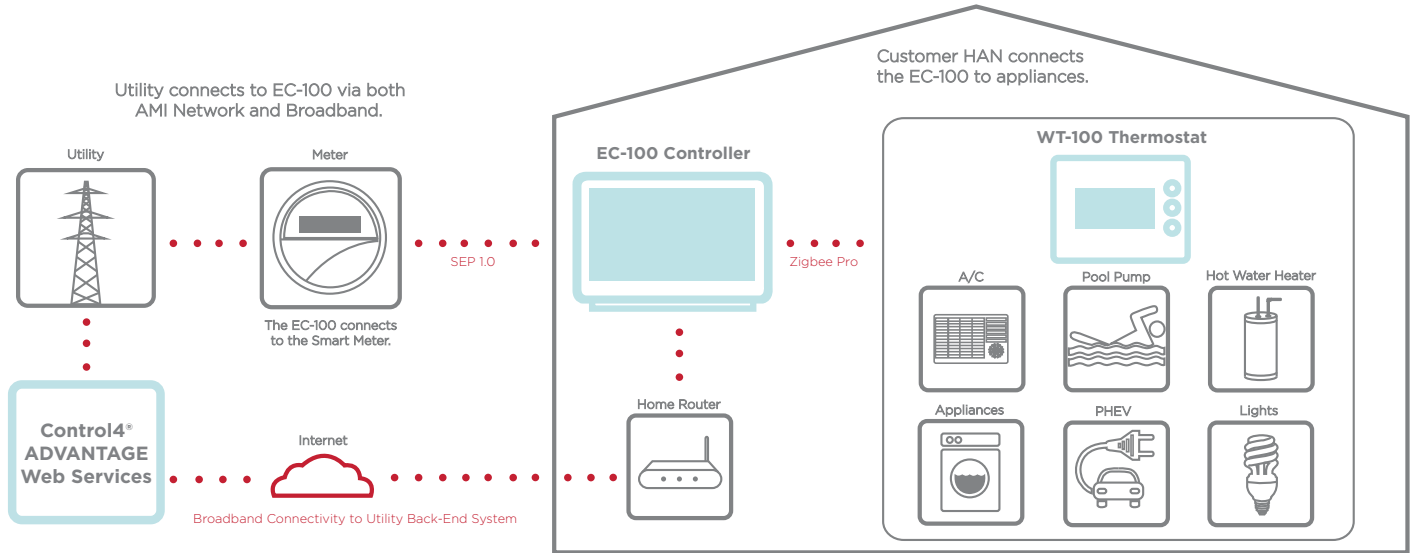 Customer HAN connects
the EC-100 to appliances.
Utility connects to EC-100 via both
AMI Network and Broadband.
Utility
Meter
EC-100 Controller
WT-100 Thermostat
SEP 1.0
Zigbee Pro
A/C
Pool Pump
Hot Water Heater
The EC-100 connects
to the Smart Meter.
Home Router
Appliances
PHEV
Lights
Control4®
ADVANTAGE
Web Services
Internet
Broadband Connectivity to Utility Back-End System